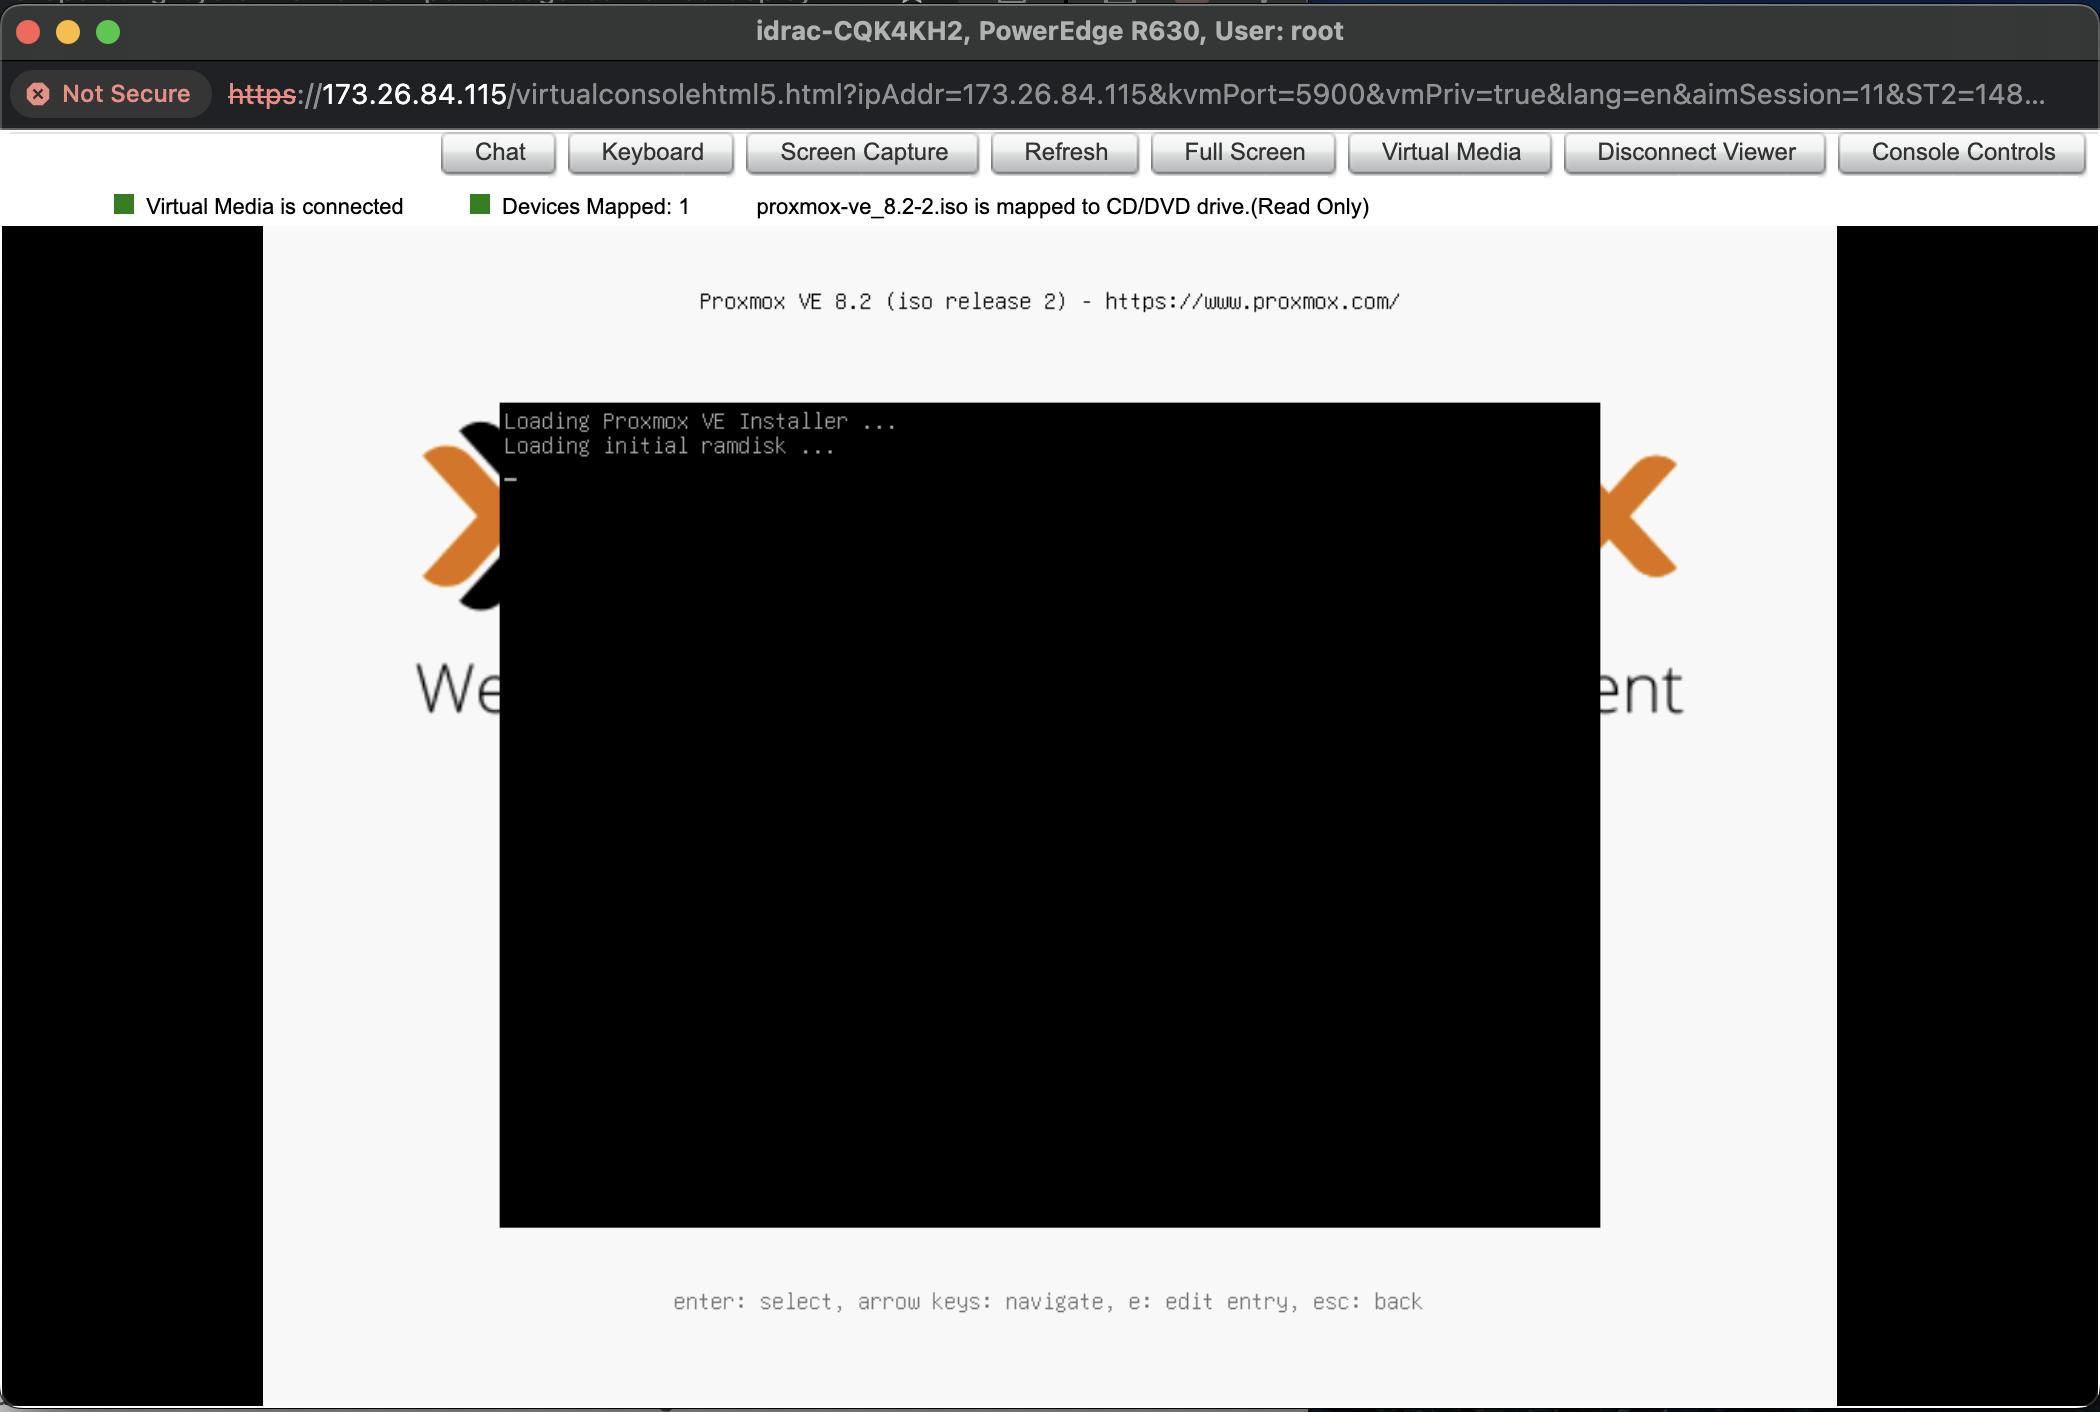 idrac-CQK4KH2, PowerEdge R630, User: root
Not Secure https://173.26.84.115/virtualconsolehtml5.html?ipAddr=173.26.84.115&kvmPort=5900&vmPriv=true&lang=en&aimSession=11&ST2=148...
Chat Keyboard Screen Capture Refresh Full Screen Virtual Media Disconnect Viewer Console Controls
Virtual Media is connected Devices Mapped: 1 proxmox-ve_8.2-2.iso is mapped to CD/DVD drive.(Read Only)
Proxmox VE 8.2 (iso release 2) - https://www.proxmox.com/
Loading Proxmox VE Installer ...
Loading initial ramdisk ...
We ent
enter: select, arrow keys: navigate, e: edit entry, esc: back